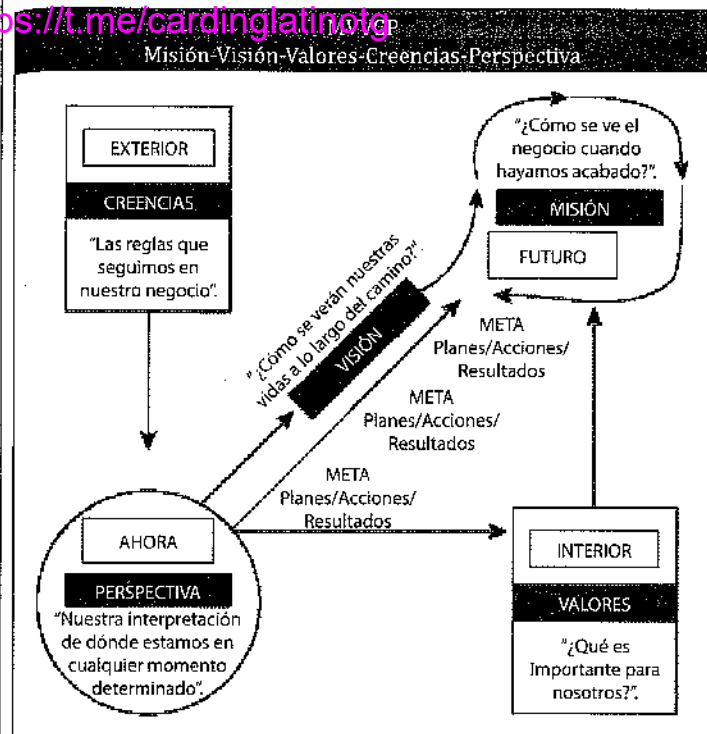 ps://t.me/cardinglatinotg
Misión-Visión-Valores-Creencias-Perspectiva
EXTERIOR
CREENCIAS
"Las reglas que
seguimos en
nuestro negocio".
"¿Cómo se ve el
negocio cuando
hayamos acabado?".
MISIÓN
FUTURO
"¿Cómo se verán nuestras
vidas a lo largo del camino?".
VISIÓN
META
Planes/Acciones/
Resultados
META
Planes/Acciones/
Resultados
META
Planes/Acciones/
Resultados
AHORA
PERSPECTIVA
"Nuestra interpretación
de dónde estamos en
cualquier momento
determinado".
INTERIOR
VALORES
"¿Qué es
Importante para
nosotros?".